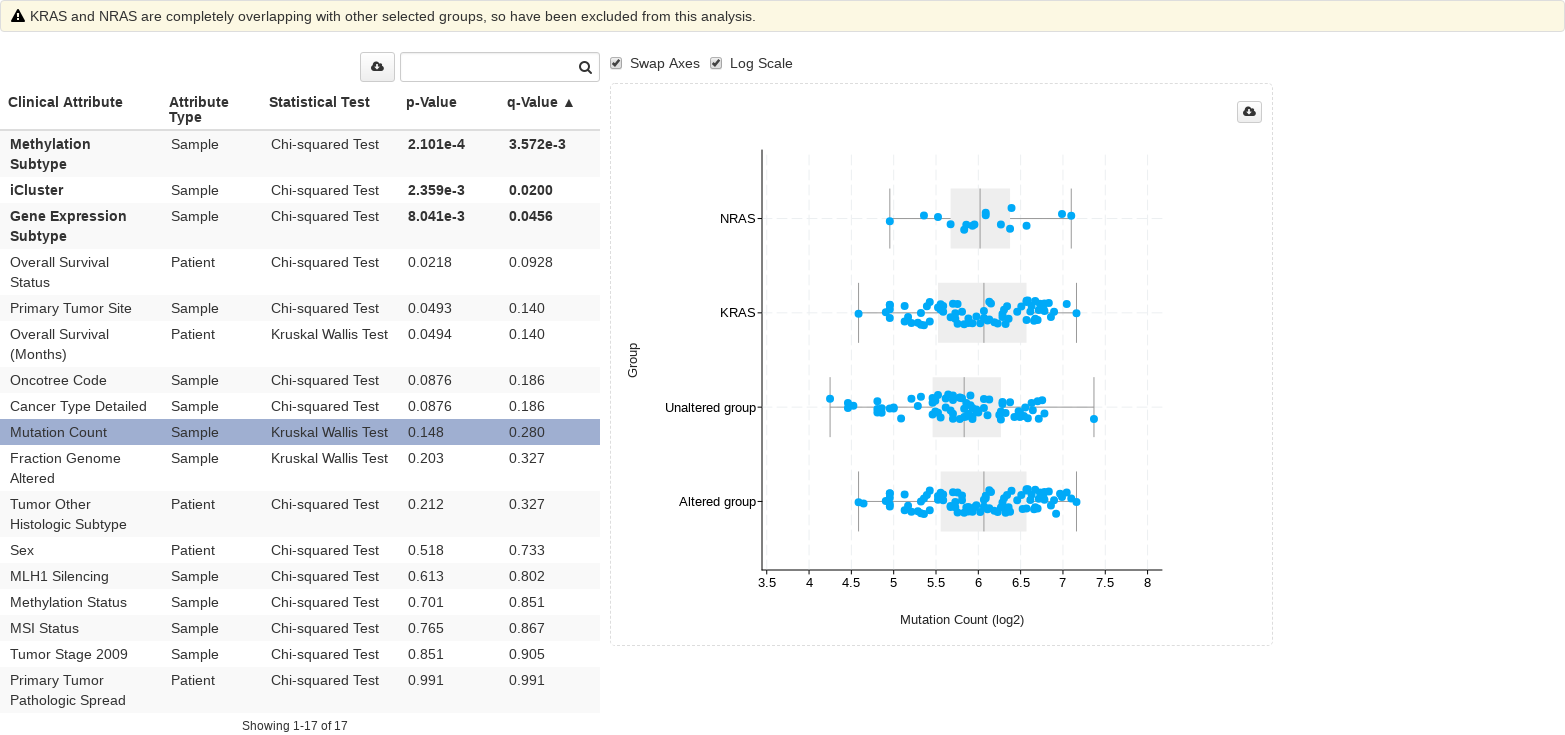 KRAS and NRAS are completely overlapping with other selected groups, so have been excluded from this analysis.
Swap Axes Log Scale
Clinical Attribute Attribute Type Statistical Test p-Value q-Value ▲
Methylation Subtype Sample Chi-squared Test 2.101e-4 3.572e-3
iCluster Sample Chi-squared Test 2.359e-3 0.0200
Gene Expression Subtype Sample Chi-squared Test 8.041e-3 0.0456
Overall Survival Status Patient Chi-squared Test 0.0218 0.0928
Primary Tumor Site Sample Chi-squared Test 0.0493 0.140
Overall Survival (Months) Patient Kruskal Wallis Test 0.0494 0.140
Oncotree Code Sample Chi-squared Test 0.0876 0.186
Cancer Type Detailed Sample Chi-squared Test 0.0876 0.186
Mutation Count Sample Kruskal Wallis Test 0.148 0.280
Fraction Genome Altered Sample Kruskal Wallis Test 0.203 0.327
Tumor Other Histologic Subtype Patient Chi-squared Test 0.212 0.327
Sex Patient Chi-squared Test 0.518 0.733
MLH1 Silencing Sample Chi-squared Test 0.613 0.802
Methylation Status Sample Chi-squared Test 0.701 0.851
MSI Status Sample Chi-squared Test 0.765 0.867
Tumor Stage 2009 Sample Chi-squared Test 0.851 0.905
Primary Tumor Pathologic Spread Patient Chi-squared Test 0.991 0.991
Showing 1-17 of 17
NRAS
KRAS
Group
Unaltered group
Altered group
3.5 4 4.5 5 5.5 6 6.5 7 7.5 8
Mutation Count (log2)